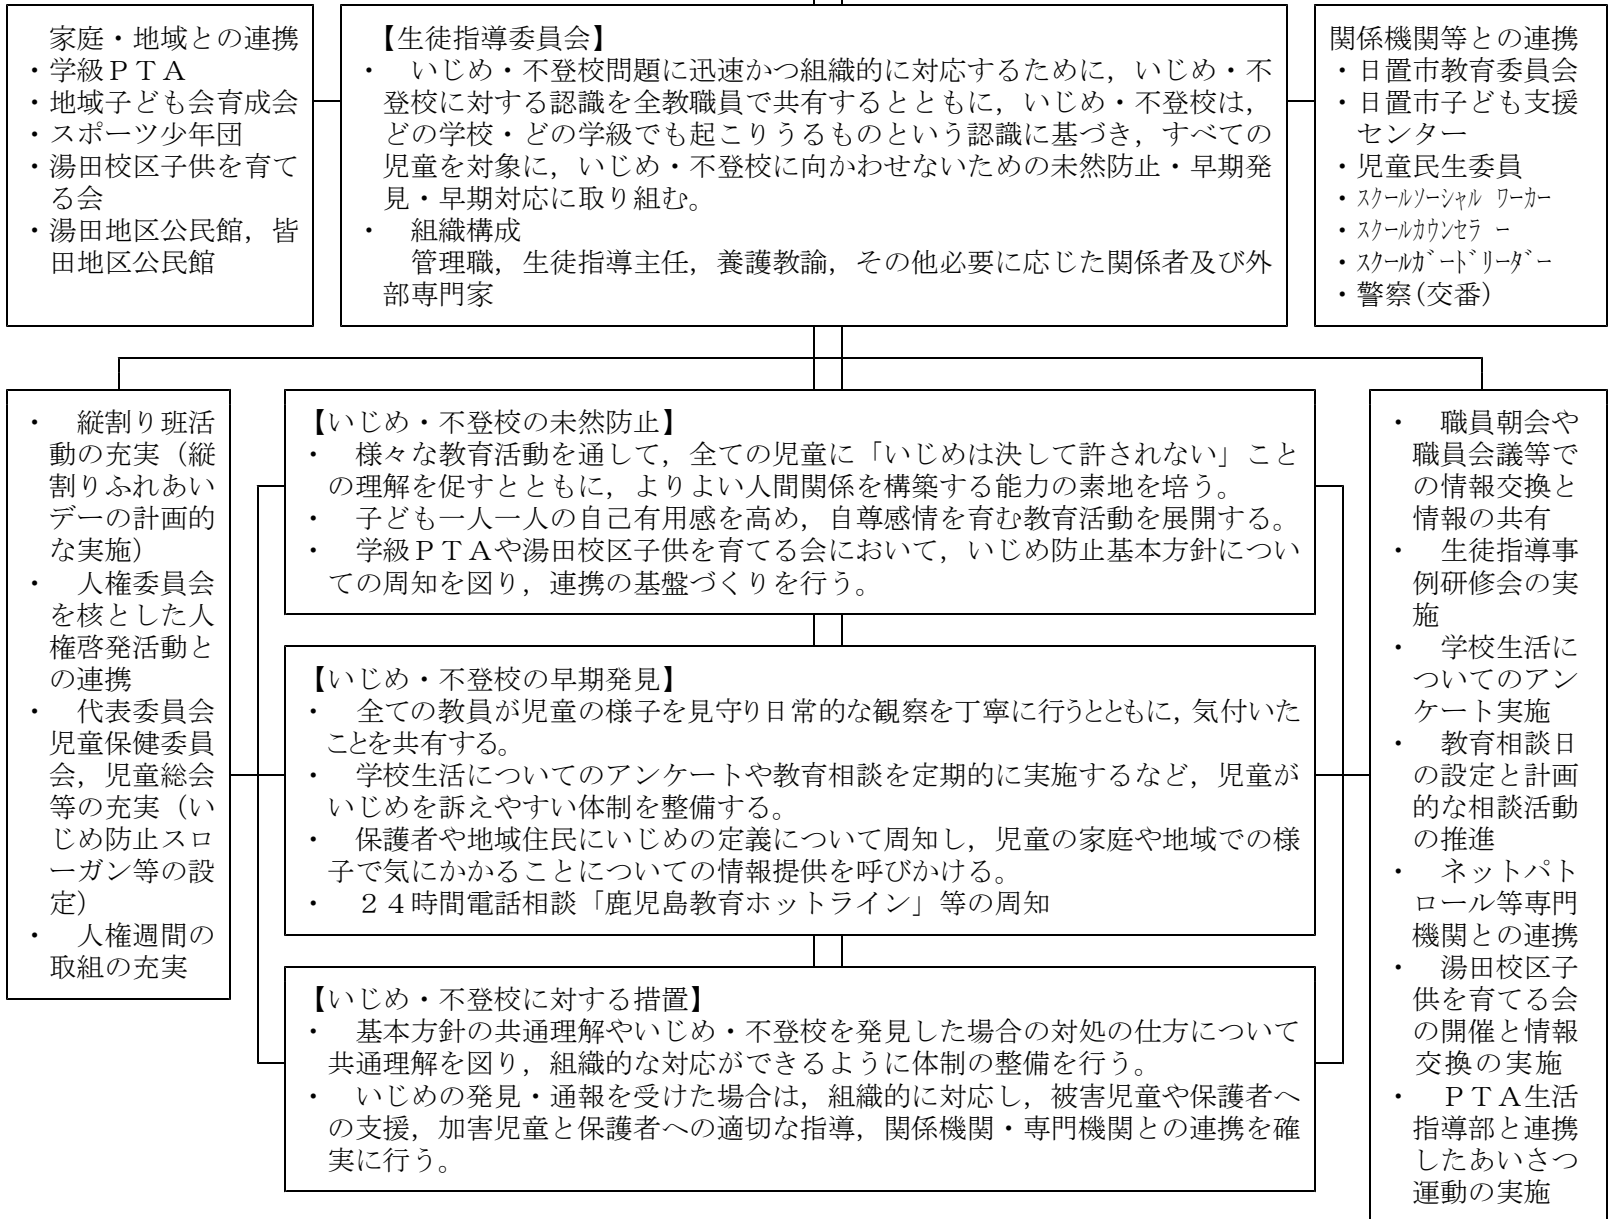 家庭・地域との連携
・学級ＰＴＡ
・地域子ども会育成会
・スポーツ少年団
・湯田校区子供を育て
る会
・湯田地区公民館，皆
田地区公民館
【生徒指導委員会】
・　いじめ・不登校問題に迅速かつ組織的に対応するために，いじめ・不
登校に対する認識を全教職員で共有するとともに，いじめ・不登校は，
どの学校・どの学級でも起こりうるものという認識に基づき，すべての
児童を対象に，いじめ・不登校に向かわせないための未然防止・早期発
見・早期対応に取り組む。
・　組織構成
管理職，生徒指導主任，養護教諭，その他必要に応じた関係者及び外
部専門家
関係機関等との連携
・日置市教育委員会
・日置市子ども支援
センター
・児童民生委員
・ｽｸｰﾙｿｰｼｬﾙ ﾜｰｶｰ
・ｽｸｰﾙｶｳﾝｾﾗ ｰ
・ｽｸｰﾙｶﾞｰﾄﾞﾘｰﾀﾞｰ
・警察(交番)
・　縦割り班活
動の充実（縦
割りふれあい
デーの計画的
な実施）
・　人権委員会
を核とした人
権啓発活動と
の連携
・　代表委員会
児童保健委員
会，児童総会
等の充実（い
じめ防止スロ
ーガン等の設
定）
・　人権週間の
取組の充実
【いじめ・不登校の未然防止】
・　様々な教育活動を通して，全ての児童に「いじめは決して許されない」こと
の理解を促すとともに，よりよい人間関係を構築する能力の素地を培う。
・　子ども一人一人の自己有用感を高め，自尊感情を育む教育活動を展開する。
・　学級ＰＴＡや湯田校区子供を育てる会において，いじめ防止基本方針につい
ての周知を図り，連携の基盤づくりを行う。
【いじめ・不登校の早期発見】
・　全ての教員が児童の様子を見守り日常的な観察を丁寧に行うとともに，気付いた
ことを共有する。
・　学校生活についてのアンケートや教育相談を定期的に実施するなど，児童が
いじめを訴えやすい体制を整備する。
・　保護者や地域住民にいじめの定義について周知し，児童の家庭や地域での様
子で気にかかることについての情報提供を呼びかける。
・　２４時間電話相談「鹿児島教育ホットライン」等の周知
【いじめ・不登校に対する措置】
・　基本方針の共通理解やいじめ・不登校を発見した場合の対処の仕方について
共通理解を図り，組織的な対応ができるように体制の整備を行う。
・　いじめの発見・通報を受けた場合は，組織的に対応し，被害児童や保護者へ
の支援，加害児童と保護者への適切な指導，関係機関・専門機関との連携を確
実に行う。
・　職員朝会や
職員会議等で
の情報交換と
情報の共有
・　生徒指導事
例研修会の実
施
・　学校生活に
ついてのアン
ケート実施
・　教育相談日
の設定と計画
的な相談活動
の推進
・　ネットパト
ロール等専門
機関との連携
・　湯田校区子
供を育てる会
の開催と情報
交換の実施
・　ＰＴＡ生活
指導部と連携
したあいさつ
運動の実施